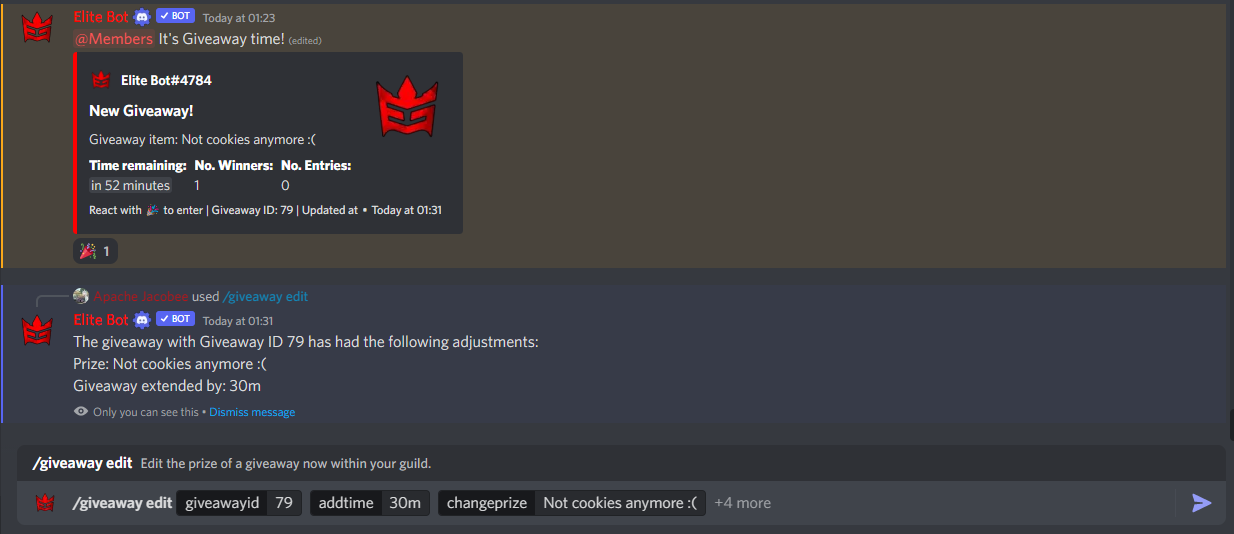 Elite Bot BOT Today at 01:23
@Members It's Giveaway time! (edited)
Elite Bot#4784
New Giveaway!
Giveaway item: Not cookies anymore :(
Time remaining: No. Winners: No. Entries:
in 52 minutes 1 0
React with 🎉 to enter | Giveaway ID: 79 | Updated at • Today at 01:31
🎉 1
Apache Jacobee used /giveaway edit
Elite Bot BOT Today at 01:31
The giveaway with Giveaway ID 79 has had the following adjustments:
Prize: Not cookies anymore :(
Giveaway extended by: 30m
Only you can see this • Dismiss message
/giveaway edit Edit the prize of a giveaway now within your guild.
/giveaway edit giveawayid 79 addtime 30m changeprize Not cookies anymore :( +4 more